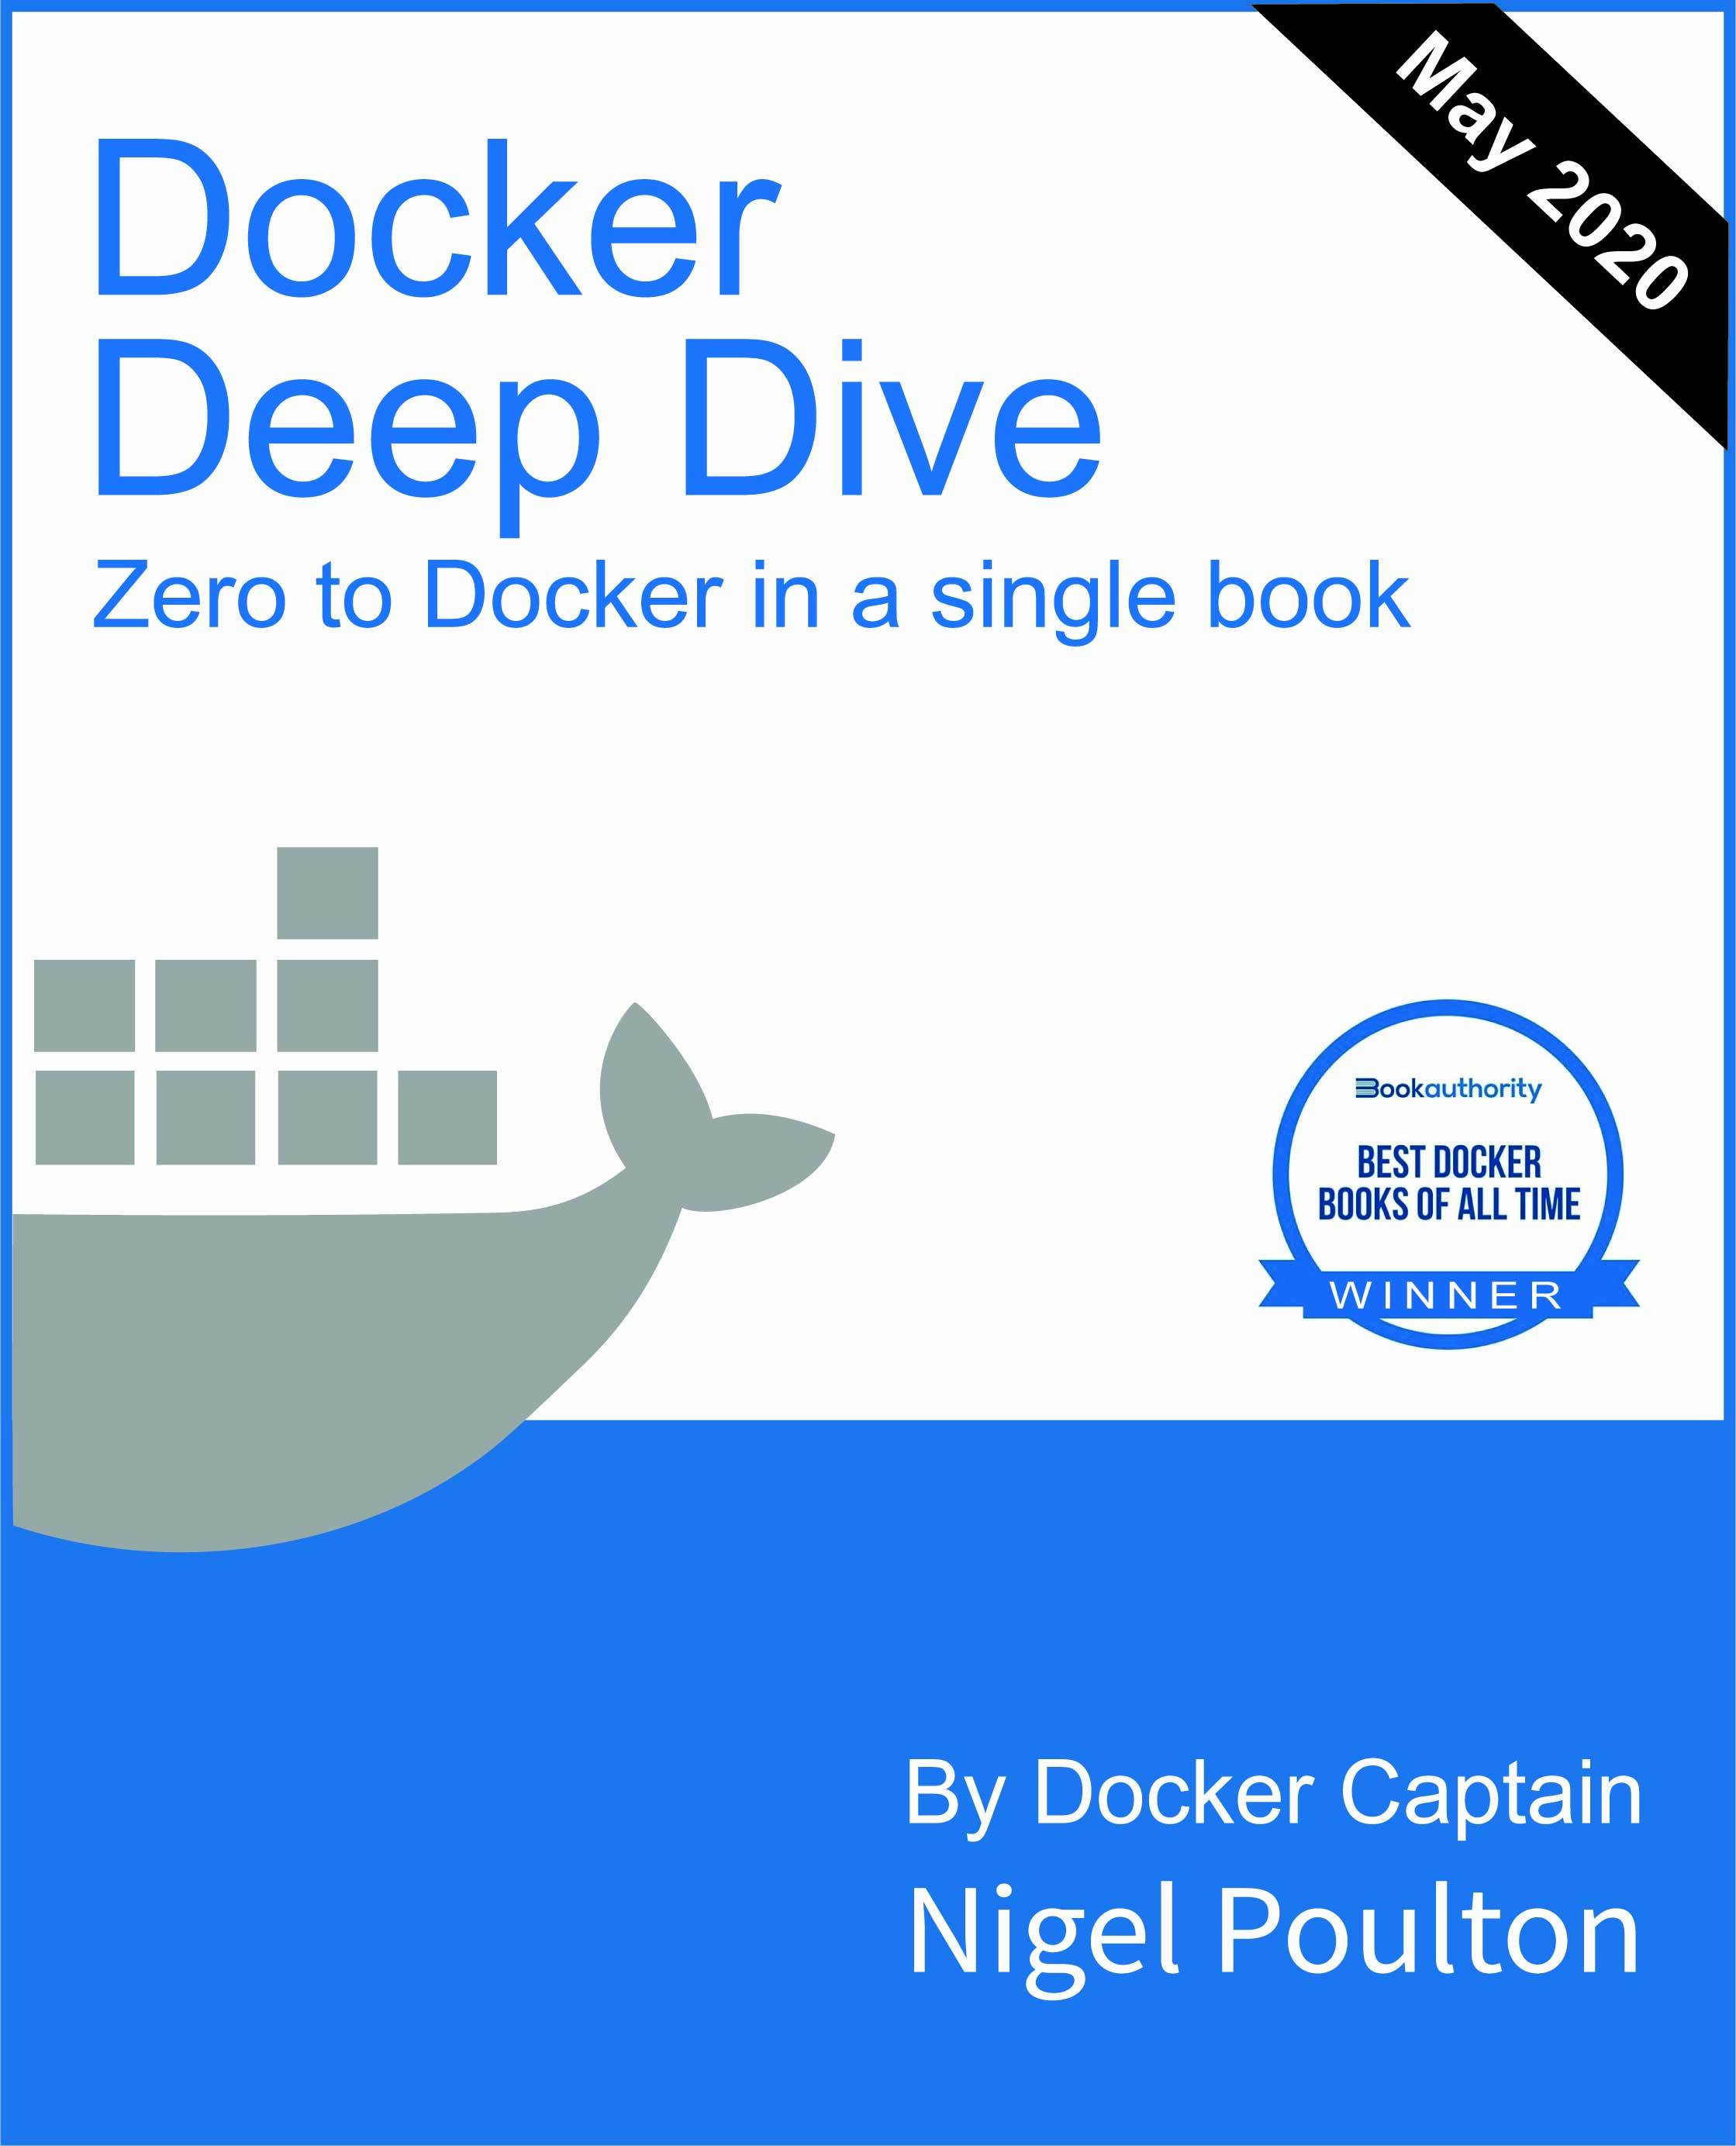 May 2020
Docker
Deep Dive
Zero to Docker in a single book
Bookauthority
BEST DOCKER
BOOKS OF ALL TIME
WINNER
By Docker Captain
Nigel Poulton